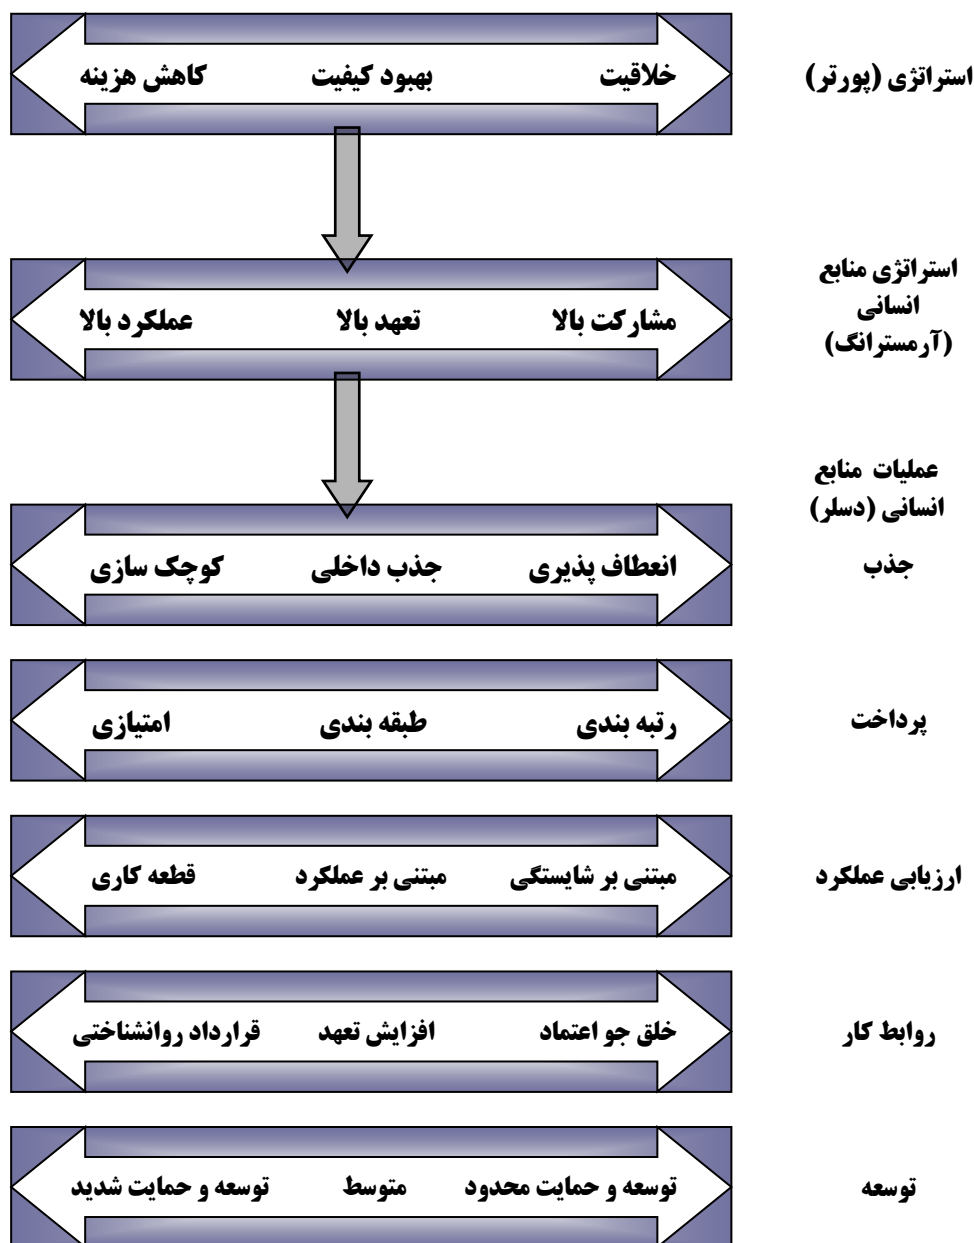 استراتژی (پورتر)
خلاقیت بهبود کیفیت کاهش هزینه
استراتژی منابع
انسانی
(آرمسترانگ)
مشارکت بالا تعهد بالا عملکرد بالا
عملیات منابع
انسانی (دسلر)
جذب
انعطاف پذیری جذب داخلی کوچک سازی
پرداخت
رتبه بندی طبقه بندی امتیازی
ارزیابی عملکرد
مبتنی بر شایستگی مبتنی بر عملکرد قطعه کاری
روابط کار
خلق جو اعتماد افزایش تعهد قرارداد روانشناختی
توسعه
توسعه و حمایت محدود متوسط توسعه و حمایت شدید